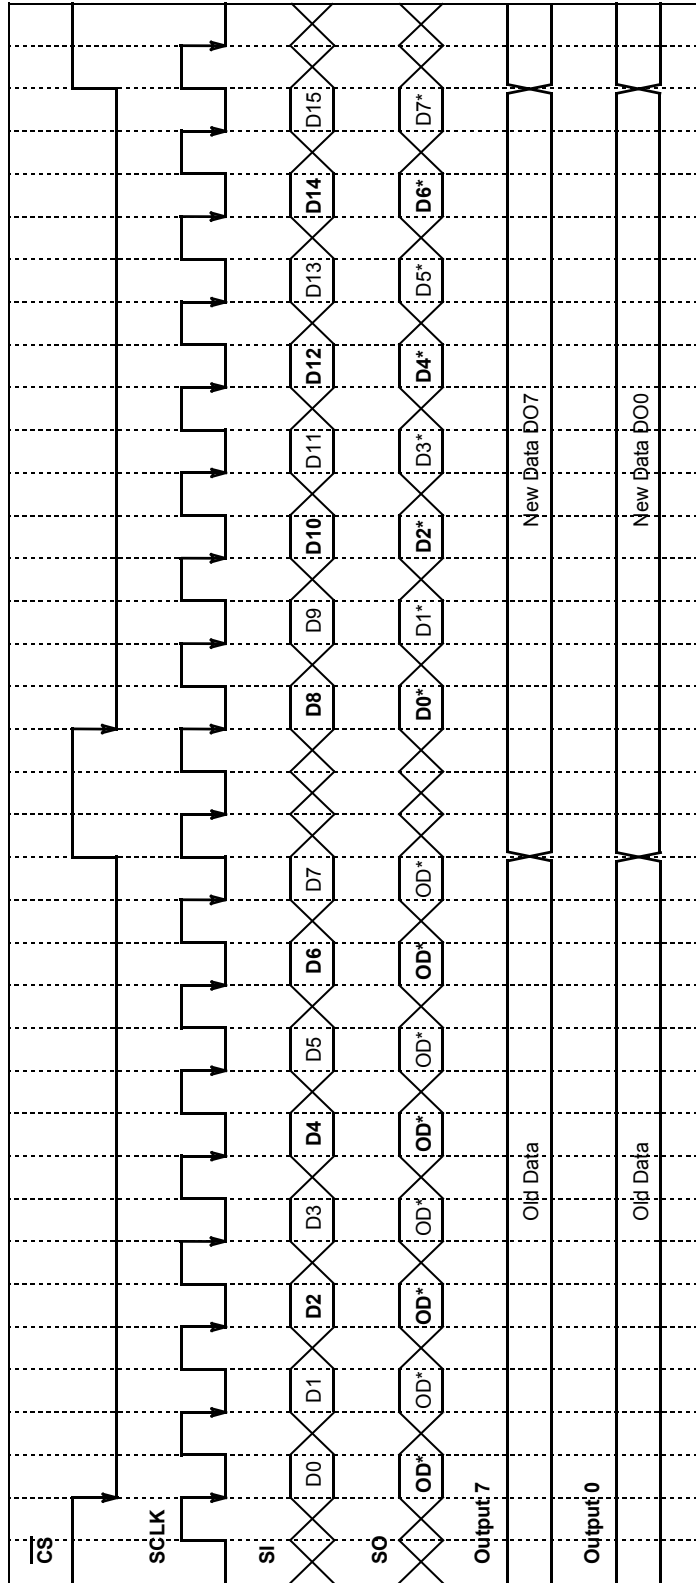 C̅S̅
SCLK
SI D0 D1 D2 D3 D4 D5 D6 D7 D8 D9 D10 D11 D12 D13 D14 D15
SO OD* OD* OD* OD* OD* OD* OD* OD* D0* D1* D2* D3* D4* D5* D6* D7*
Output 7 Old Data New Data DO7
Output 0 Old Data New Data DO0